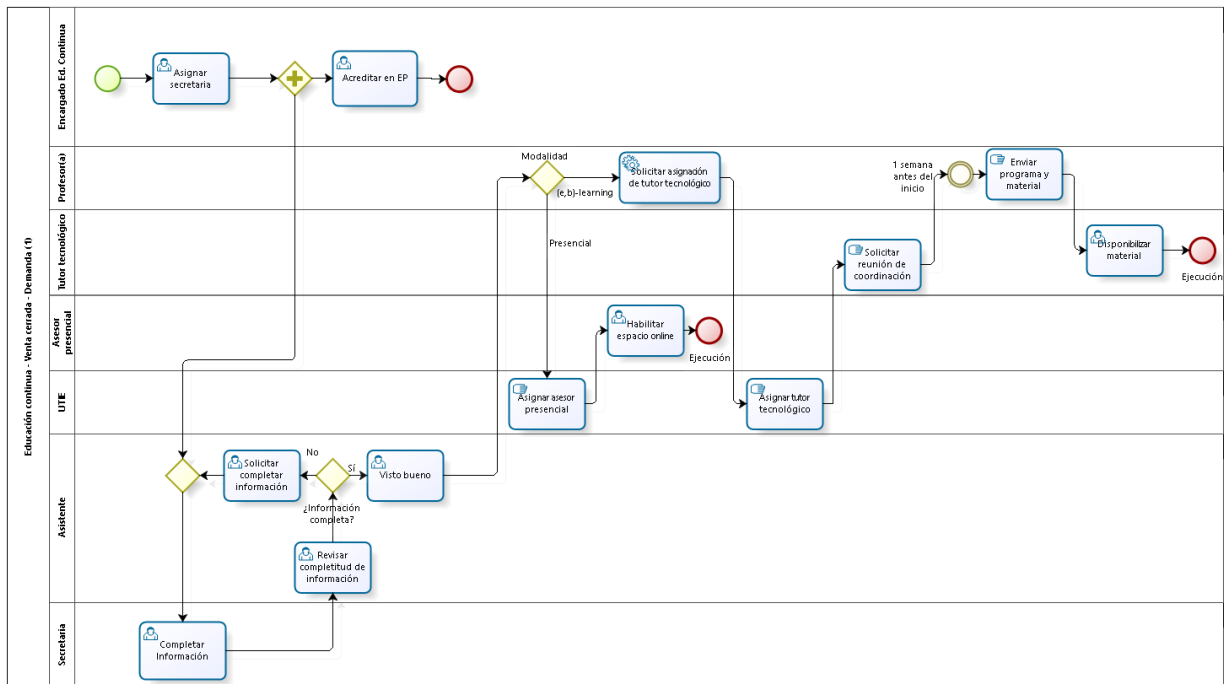 Educación continua - Venta cerrada - Demanda (1)
Encargado Ed. Continua
Asignar
secretaria
Acreditar en EP
Profesor(a)
Modalidad
(e,b)-learning
Presencial
Solicitar asignación
de tutor tecnológico
1 semana
antes del
inicio
Enviar
programa y
material
Tutor tecnológico
Solicitar
reunión de
coordinación
Disponibilizar
material
Ejecución
Asesor
presencial
Habilitar
espacio online
Ejecución
UTIE
Asignar asesor
presencial
Asignar tutor
tecnológico
Asistente
Solicitar
completar
información
No
Sí
¿Información
completa?
Visto bueno
Revisar
completitud de
información
Secretaria
Completar
Información